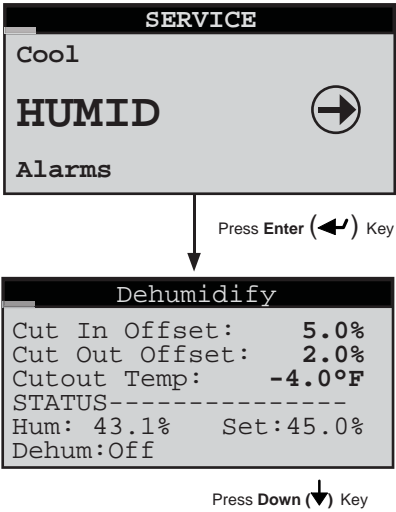 SERVICE
Cool
HUMID
Alarms
Press Enter (↵) Key
Dehumidify
Cut In Offset: 5.0%
Cut Out Offset: 2.0%
Cutout Temp: -4.0ºF
STATUS---------------
Hum: 43.1% Set:45.0%
Dehum:Off
Press Down (↓) Key